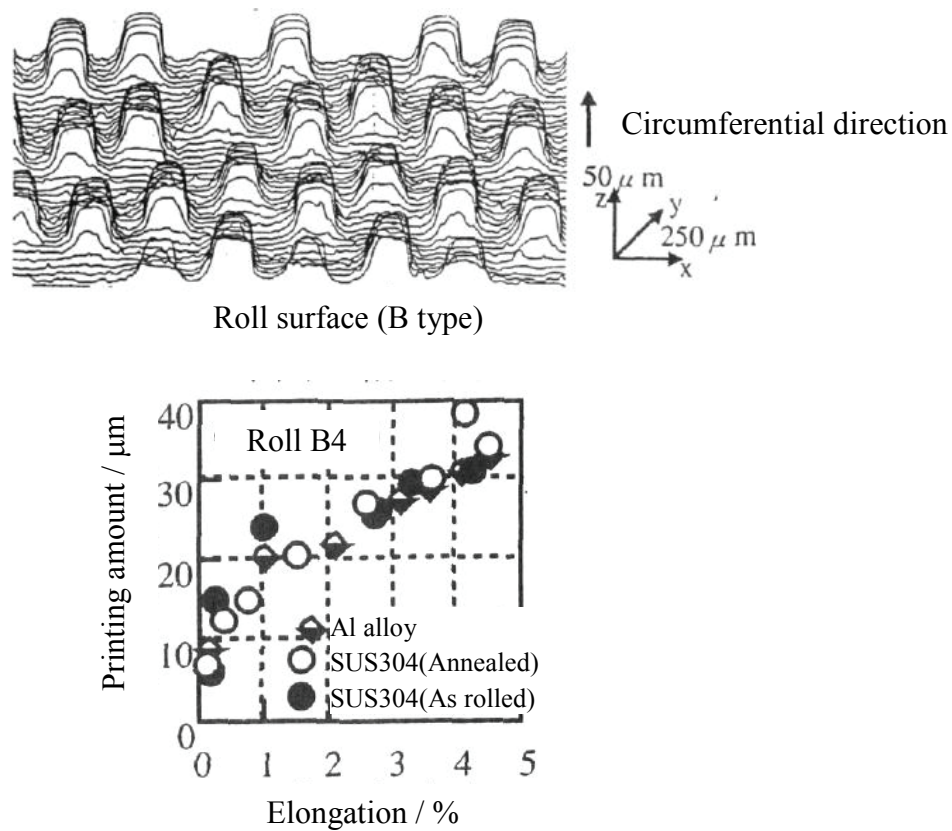 Circumferential direction
50 μ m
z
y
250 μ m
x
Roll surface (B type)
Printing amount / μm
40
30
20
10
0
Roll B4
Al alloy
SUS304(Annealed)
SUS304(As rolled)
0 1 2 3 4 5
Elongation / %